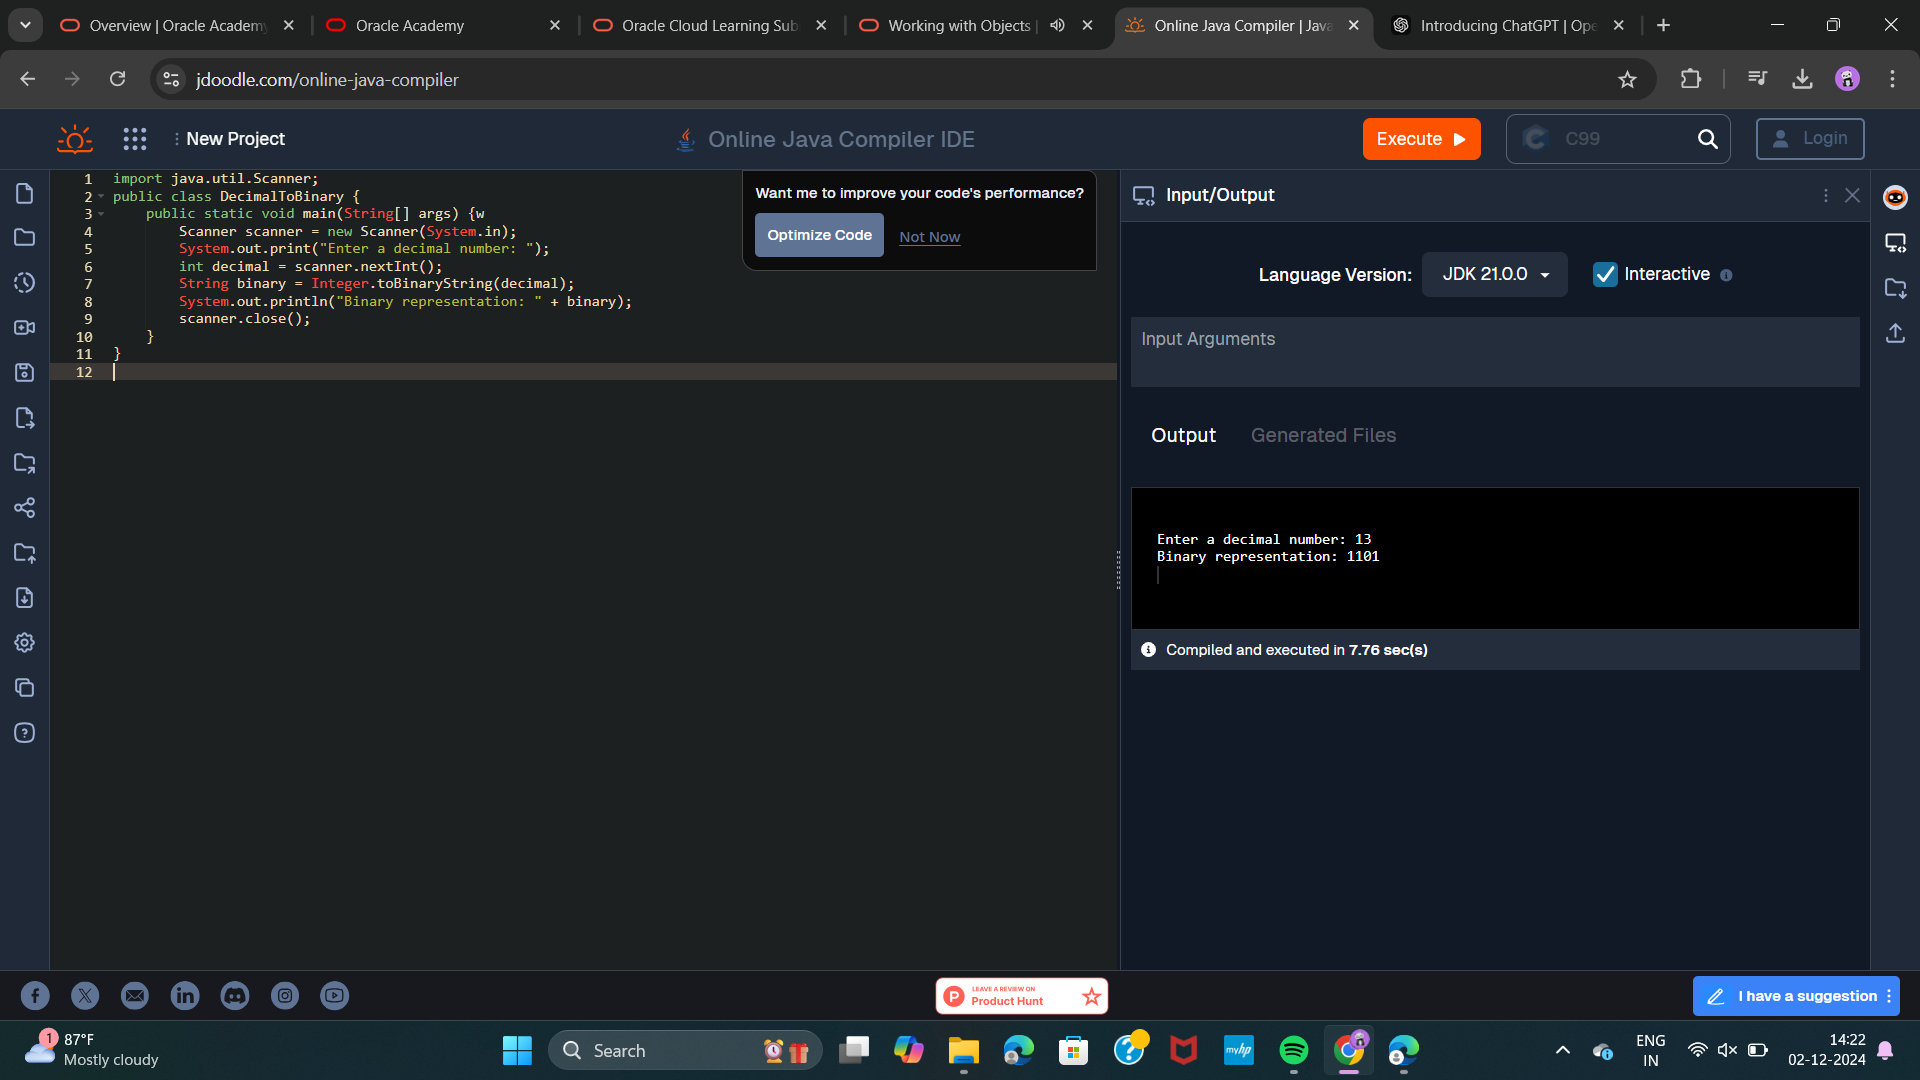 Overview | Oracle Academy
Oracle Academy
Oracle Cloud Learning Sub
Working with Objects |
Online Java Compiler | Java
Introducing ChatGPT | Ope
jdoodle.com/online-java-compiler
New Project
Online Java Compiler IDE
Execute
C99
Login
1 import java.util.Scanner;
2 public class DecimalToBinary {
3 public static void main(String[] args) {w
4 Scanner scanner = new Scanner(System.in);
5 System.out.print("Enter a decimal number: ");
6 int decimal = scanner.nextInt();
7 String binary = Integer.toBinaryString(decimal);
8 System.out.println("Binary representation: " + binary);
9 scanner.close();
10 }
11 }
12
Want me to improve your code's performance?
Optimize Code
Not Now
Input/Output
Language Version:
JDK 21.0.0
Interactive
Input Arguments
Output
Generated Files
Enter a decimal number: 13
Binary representation: 1101
Compiled and executed in 7.76 sec(s)
LEAVE A REVIEW ON
Product Hunt
I have a suggestion
1
87°F
Mostly cloudy
Search
myhp
ENG
IN
14:22
02-12-2024